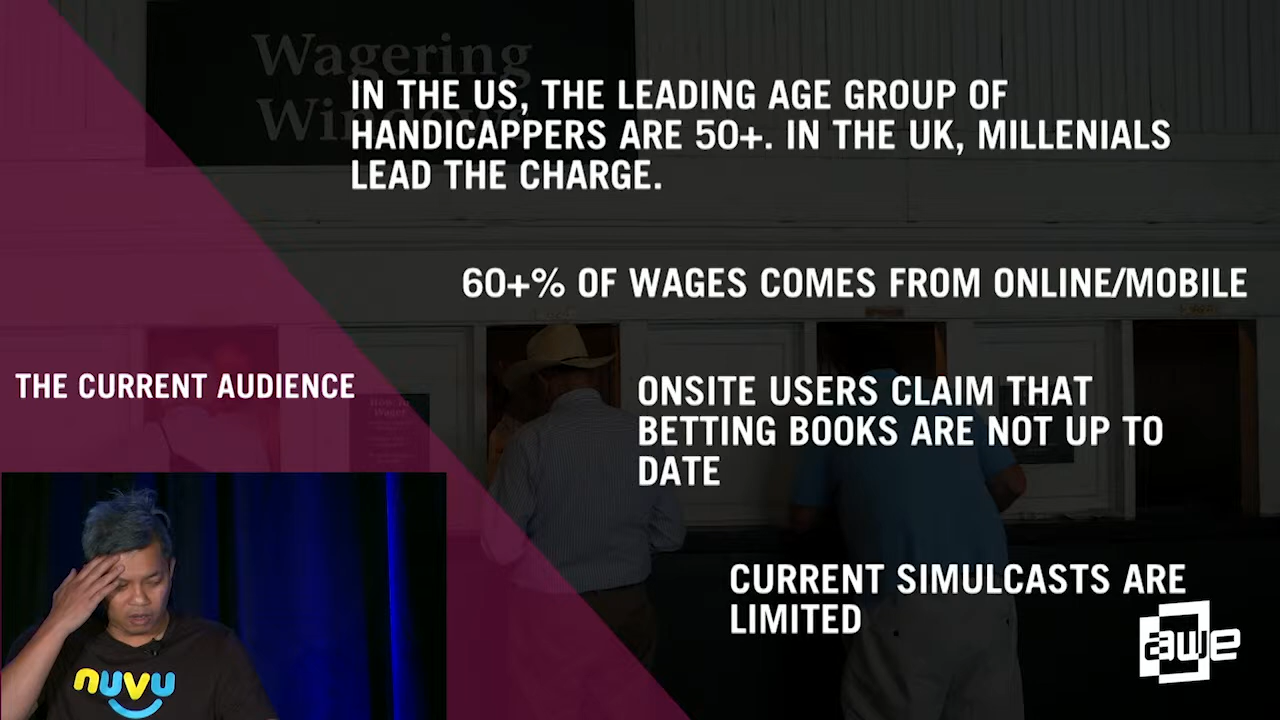 Wagering
IN THE US, THE LEADING AGE GROUP OF
HANDICAPPERS ARE 50+. IN THE UK, MILLENIALS
LEAD THE CHARGE.
60+% OF WAGES COMES FROM ONLINE/MOBILE
THE CURRENT AUDIENCE
ONSITE USERS CLAIM THAT
BETTING BOOKS ARE NOT UP TO
DATE
CURRENT SIMULCASTS ARE
LIMITED
awe
nuvu